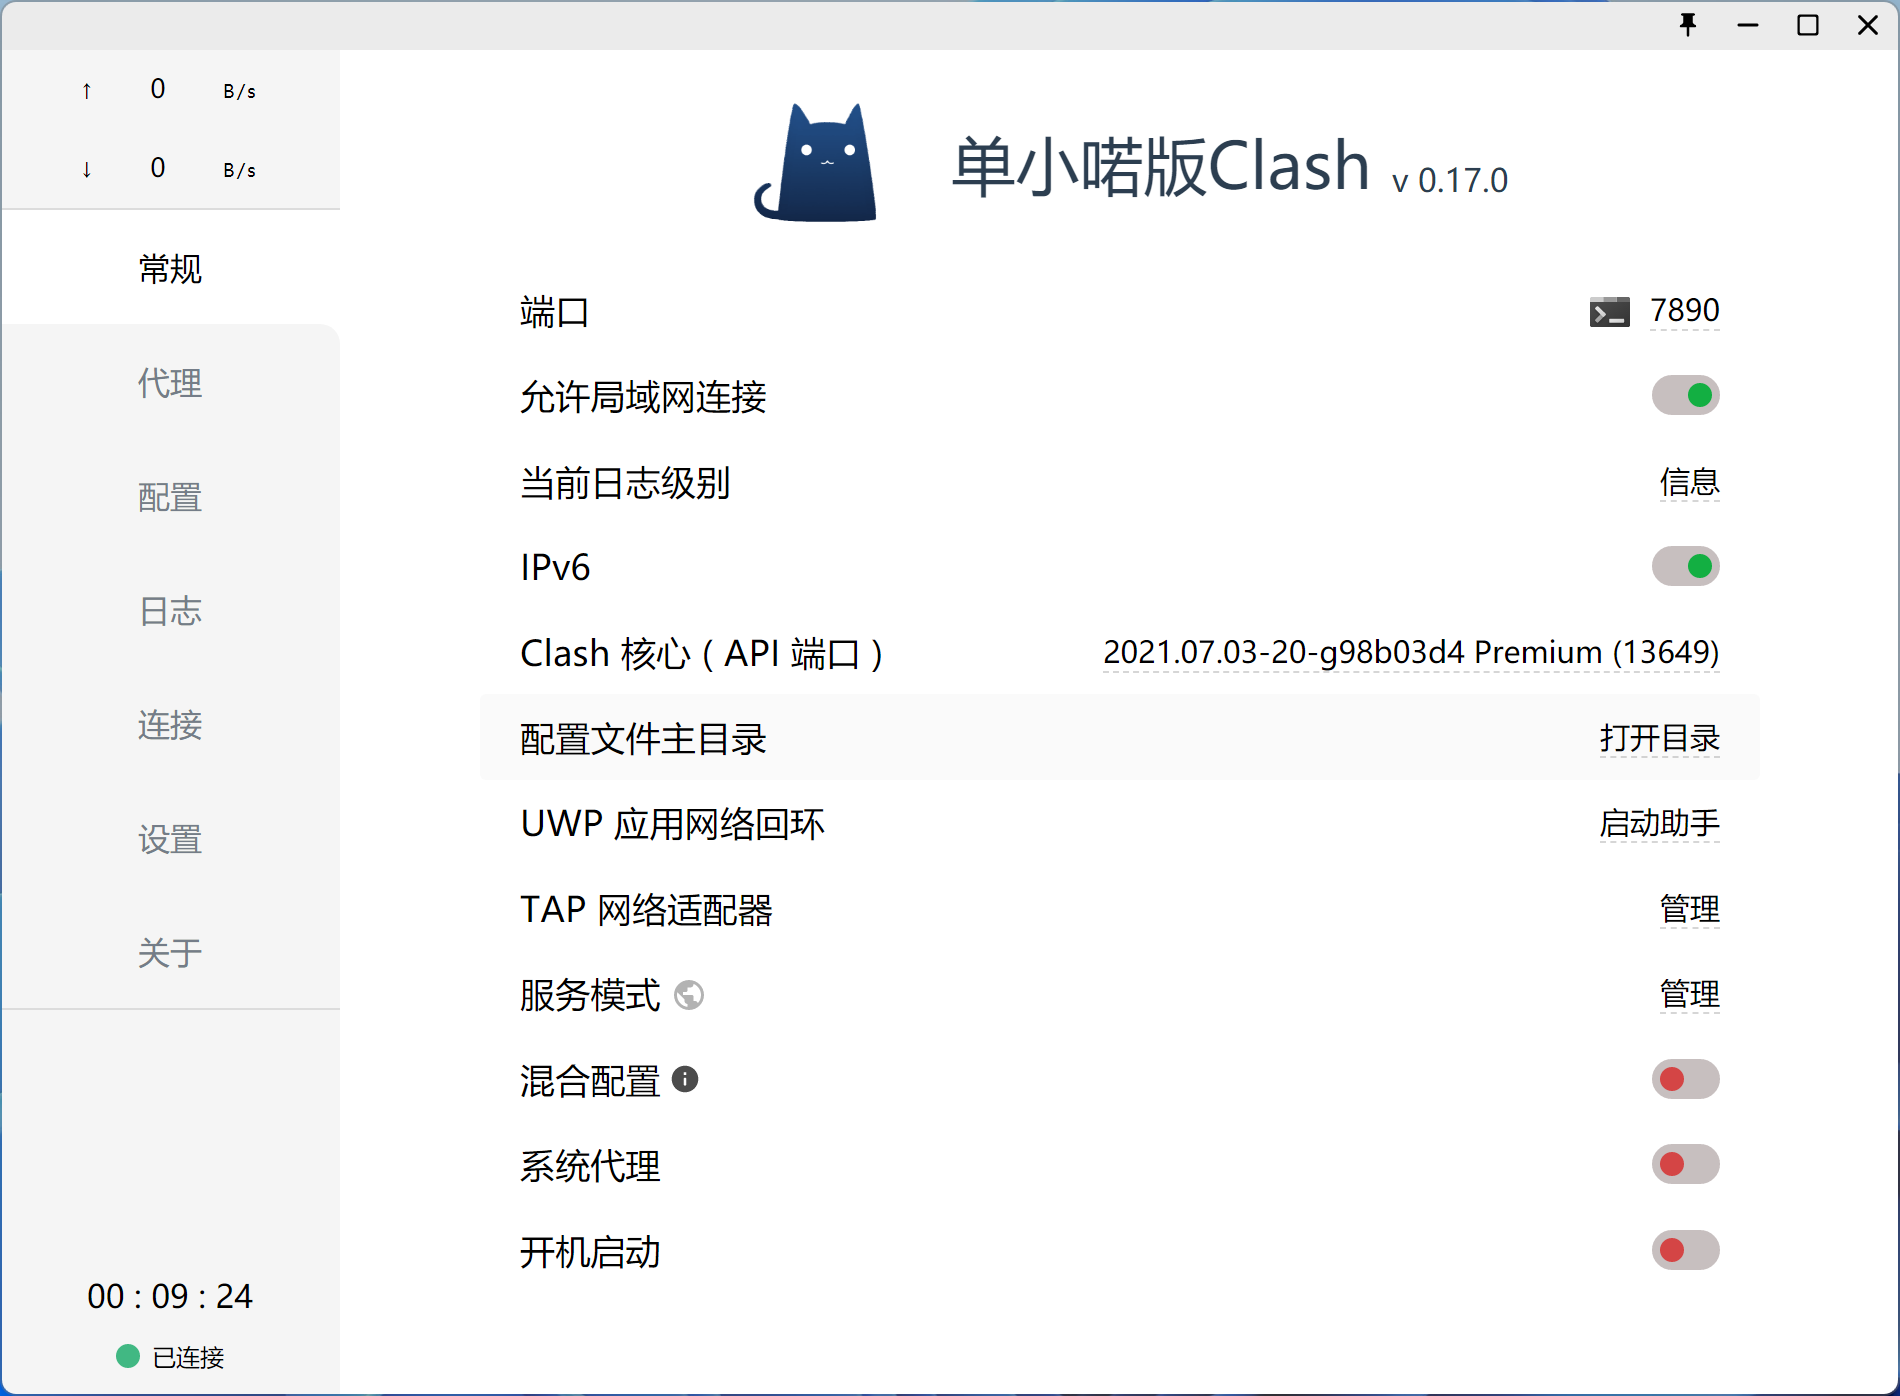 ↑ 0 B/s
↓ 0 B/s
常规
代理
配置
日志
连接
设置
关于
00 : 09 : 24
已连接
单小喏版Clash v 0.17.0
端口 7890
允许局域网连接
当前日志级别 信息
IPv6
Clash 核心 ( API 端口 ) 2021.07.03-20-g98b03d4 Premium (13649)
配置文件主目录 打开目录
UWP 应用网络回环 启动助手
TAP 网络适配器 管理
服务模式 管理
混合配置
系统代理
开机启动